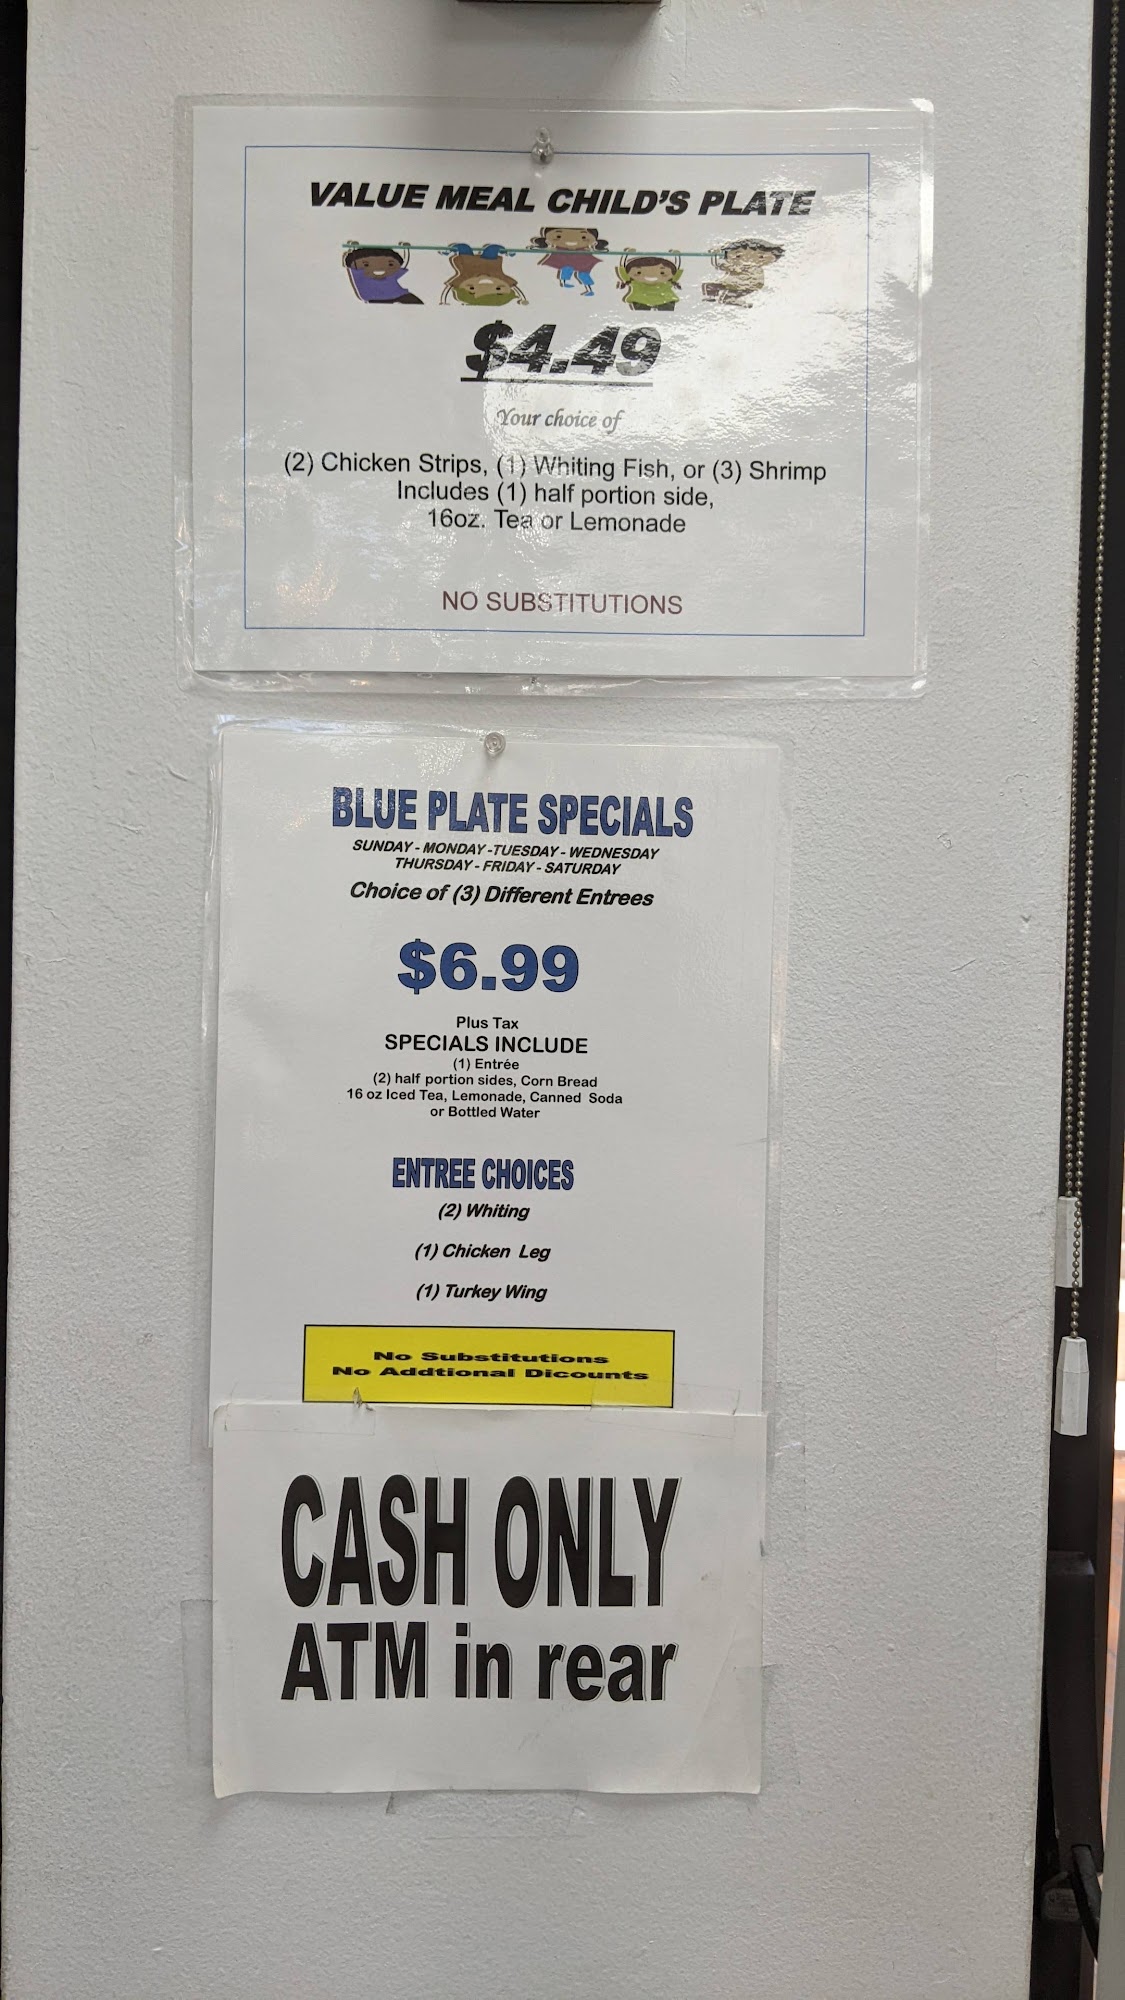 VALUE MEAL CHILD'S PLATE
$4.49
Your choice of
(2) Chicken Strips, (1) Whiting Fish, or (3) Shrimp
Includes (1) half portion side,
16oz. Tea or Lemonade
NO SUBSTITUTIONS
BLUE PLATE SPECIALS
SUNDAY - MONDAY -TUESDAY - WEDNESDAY
THURSDAY - FRIDAY - SATURDAY
Choice of (3) Different Entrees
$6.99
Plus Tax
SPECIALS INCLUDE
(1) Entrée
(2) half portion sides, Corn Bread
16 oz Iced Tea, Lemonade, Canned Soda
or Bottled Water
ENTREE CHOICES
(2) Whiting
(1) Chicken Leg
(1) Turkey Wing
No Substitutions
No Addtional Dicounts
CASH ONLY
ATM in rear